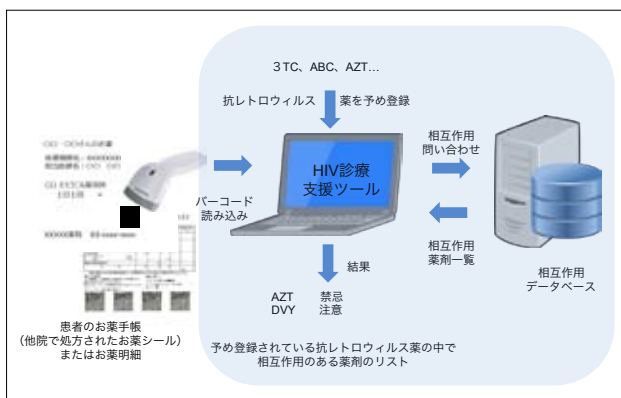 3TC、ABC、AZT…
抗レトロウィルス 薬を予め登録
HIV診療
支援ツール
相互作用
問い合わせ
バーコード
読み込み
相互作用
薬剤一覧
結果
AZT 禁忌
DVY 注意
相互作用
データベース
患者のお薬手帳
(他院で処方されたお薬シール)
またはお薬明細
予め登録されている抗レトロウィルス薬の中で
相互作用のある薬剤のリスト